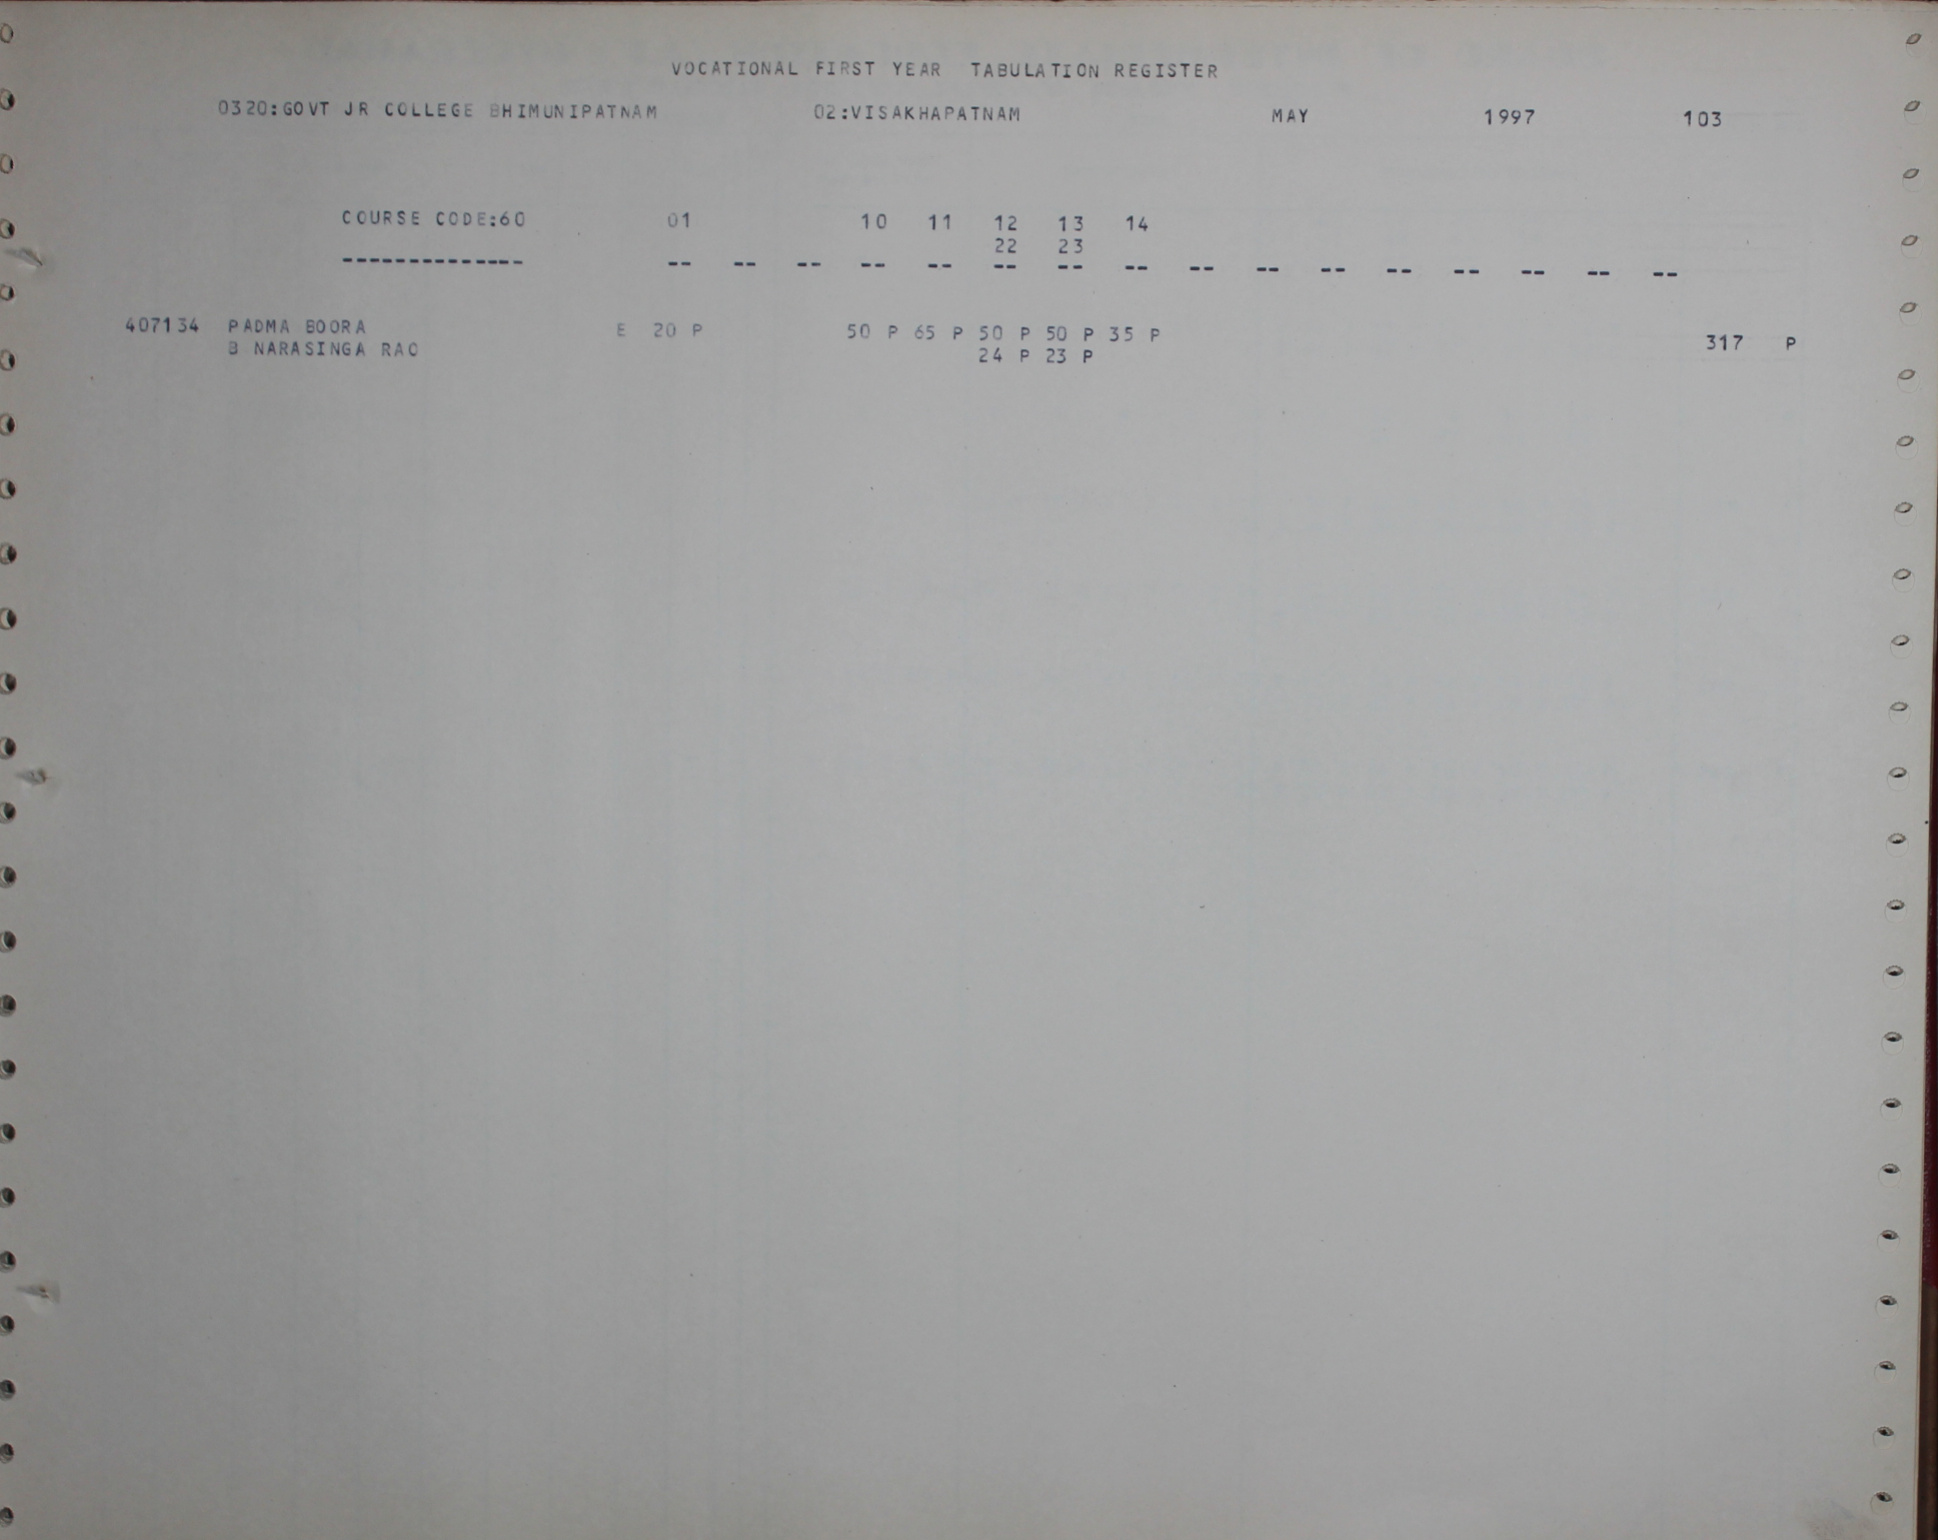 VOCATIONAL FIRST YEAR TABULATION REGISTER
0320:GOVT JR COLLEGE BHIMUNIPATNAM 02:VISAKHAPATNAM MAY 1997 103
COURSE CODE:60 01 10 11 12 13 14
22 23
-------------- -- -- -- -- -- -- -- -- -- -- -- -- -- -- -- --
407134 PADMA BOORA E 20 P 50 P 65 P 50 P 50 P 35 P 317 P
B NARASINGA RAO 24 P 23 P